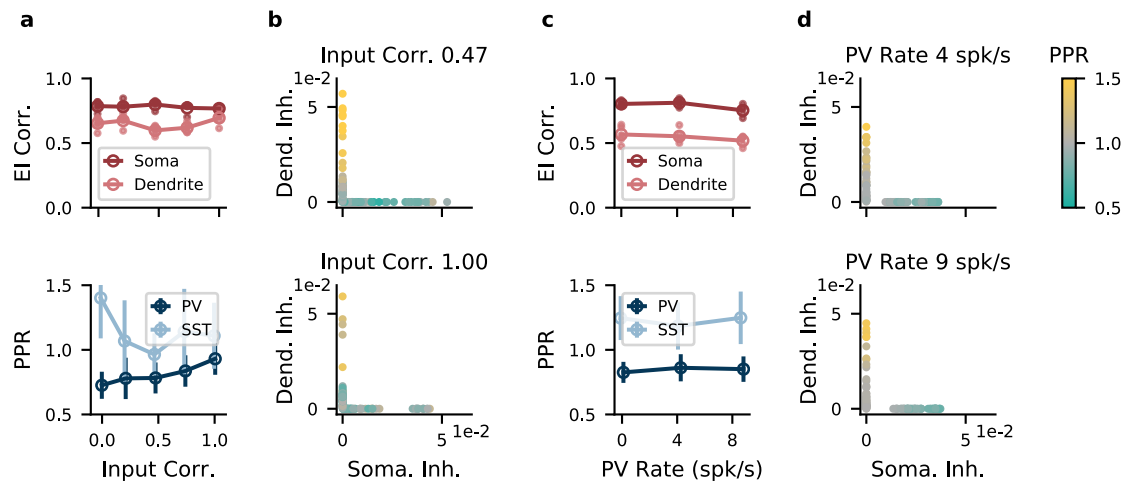 a
b
c
d
Input Corr. 0.47
PV Rate 4 spk/s
PPR
1e-2
1e-2
1.0
0.5
0.0
EI Corr.
Soma
Dendrite
5
0
Dend. Inh.
1.0
0.5
0.0
EI Corr.
Soma
Dendrite
5
0
Dend. Inh.
1.5
1.0
0.5
Input Corr. 1.00
PV Rate 9 spk/s
1e-2
1e-2
1.5
1.0
0.5
PPR
PV
SST
0.0
0.5
1.0
Input Corr.
5
0
Dend. Inh.
0
5
1e-2
Soma. Inh.
1.5
1.0
0.5
PPR
PV
SST
0
4
8
PV Rate (spk/s)
5
0
Dend. Inh.
0
5
1e-2
Soma. Inh.